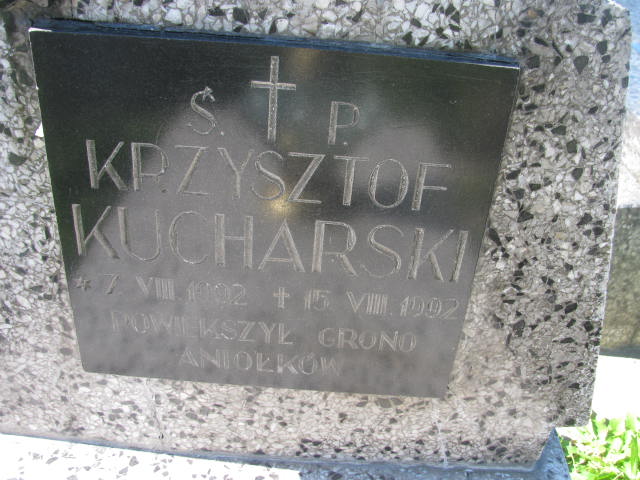 Ś. P.
KRZYSZTOF
KUCHARSKI
* 7 VIII. 1992 † 15. VIII. 1992
POWIĘKSZYŁ GRONO
ANIOŁKÓW